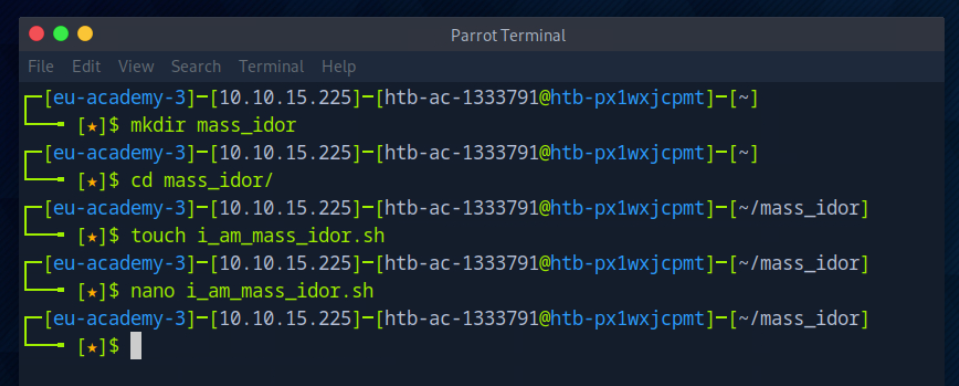 Parrot Terminal
File Edit View Search Terminal Help
┌─[eu-academy-3]─[10.10.15.225]─[htb-ac-1333791@htb-px1wxjcpmt]─[~]
└──╼ [★]$ mkdir mass_idor
┌─[eu-academy-3]─[10.10.15.225]─[htb-ac-1333791@htb-px1wxjcpmt]─[~]
└──╼ [★]$ cd mass_idor/
┌─[eu-academy-3]─[10.10.15.225]─[htb-ac-1333791@htb-px1wxjcpmt]─[~/mass_idor]
└──╼ [★]$ touch i_am_mass_idor.sh
┌─[eu-academy-3]─[10.10.15.225]─[htb-ac-1333791@htb-px1wxjcpmt]─[~/mass_idor]
└──╼ [★]$ nano i_am_mass_idor.sh
┌─[eu-academy-3]─[10.10.15.225]─[htb-ac-1333791@htb-px1wxjcpmt]─[~/mass_idor]
└──╼ [★]$